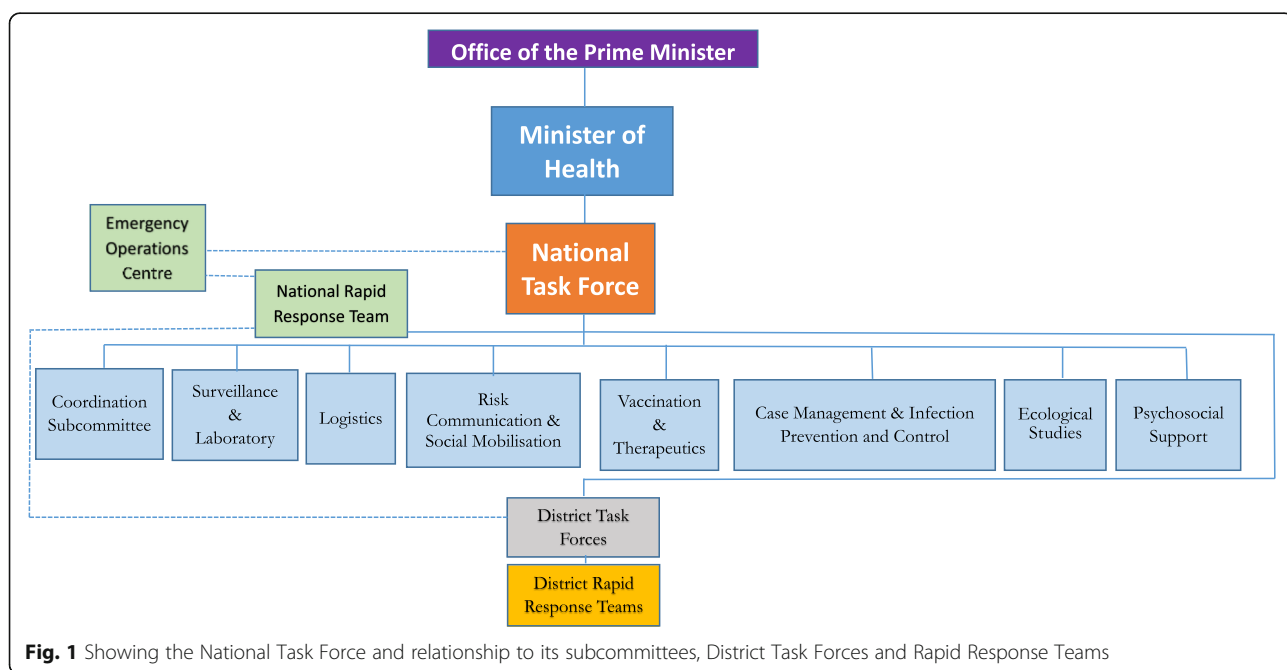 Office of the Prime Minister
Minister of
Health
Emergency
Operations
Centre
National
Task Force
National Rapid
Response Team
Coordination
Subcommittee
Surveillance
&
Laboratory
Logistics
Risk
Communication &
Social Mobilisation
Vaccination
&
Therapeutics
Case Management & Infection
Prevention and Control
Ecological
Studies
Psychosocial
Support
District Task
Forces
District Rapid
Response Teams
Fig. 1 Showing the National Task Force and relationship to its subcommittees, District Task Forces and Rapid Response Teams